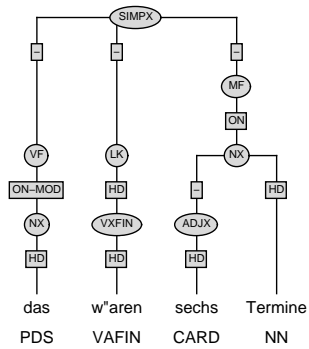 SIMPX
– – –
MF
ON
VF LK NX
ON–MOD HD – HD
NX VXFIN ADJX
HD HD HD
das w"aren sechs Termine
PDS VAFIN CARD NN